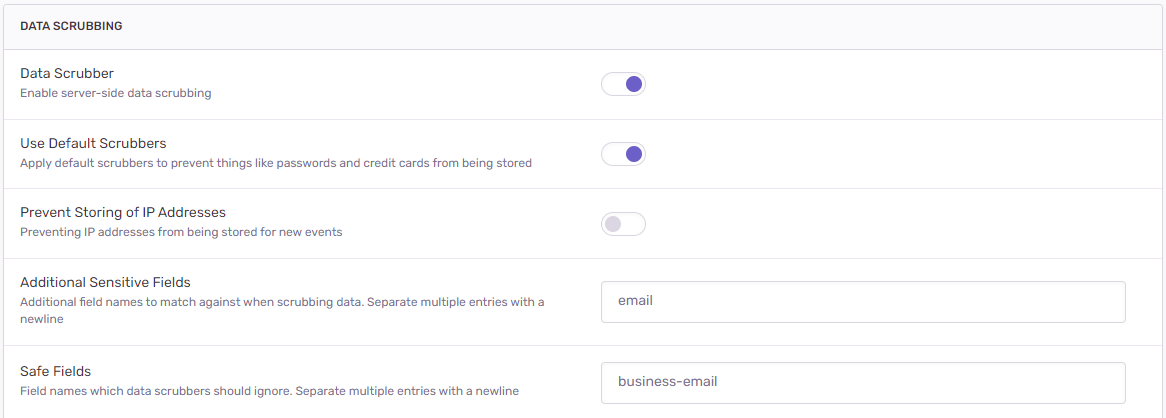 DATA SCRUBBING
Data Scrubber
Enable server-side data scrubbing
Use Default Scrubbers
Apply default scrubbers to prevent things like passwords and credit cards from being stored
Prevent Storing of IP Addresses
Preventing IP addresses from being stored for new events
Additional Sensitive Fields
Additional field names to match against when scrubbing data. Separate multiple entries with a
newline
email
Safe Fields
Field names which data scrubbers should ignore. Separate multiple entries with a newline
business-email